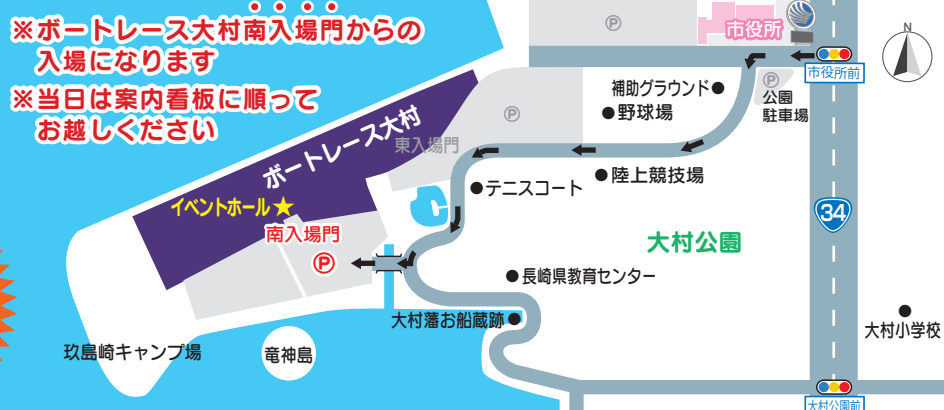 ※ボートレース大村南入場門からの
入場になります
※当日は案内看板に順って
お越しください
Ⓟ
市役所
市役所前
N
補助グラウンド
野球場
Ⓟ
公園
駐車場
Ⓟ
ボートレース大村
東入場門
テニスコート
陸上競技場
イベントホール★
南入場門
Ⓟ
34
大村公園
長崎県教育センター
大村藩お船蔵跡
大村小学校
玖島崎キャンプ場
竜神島
大村公園前